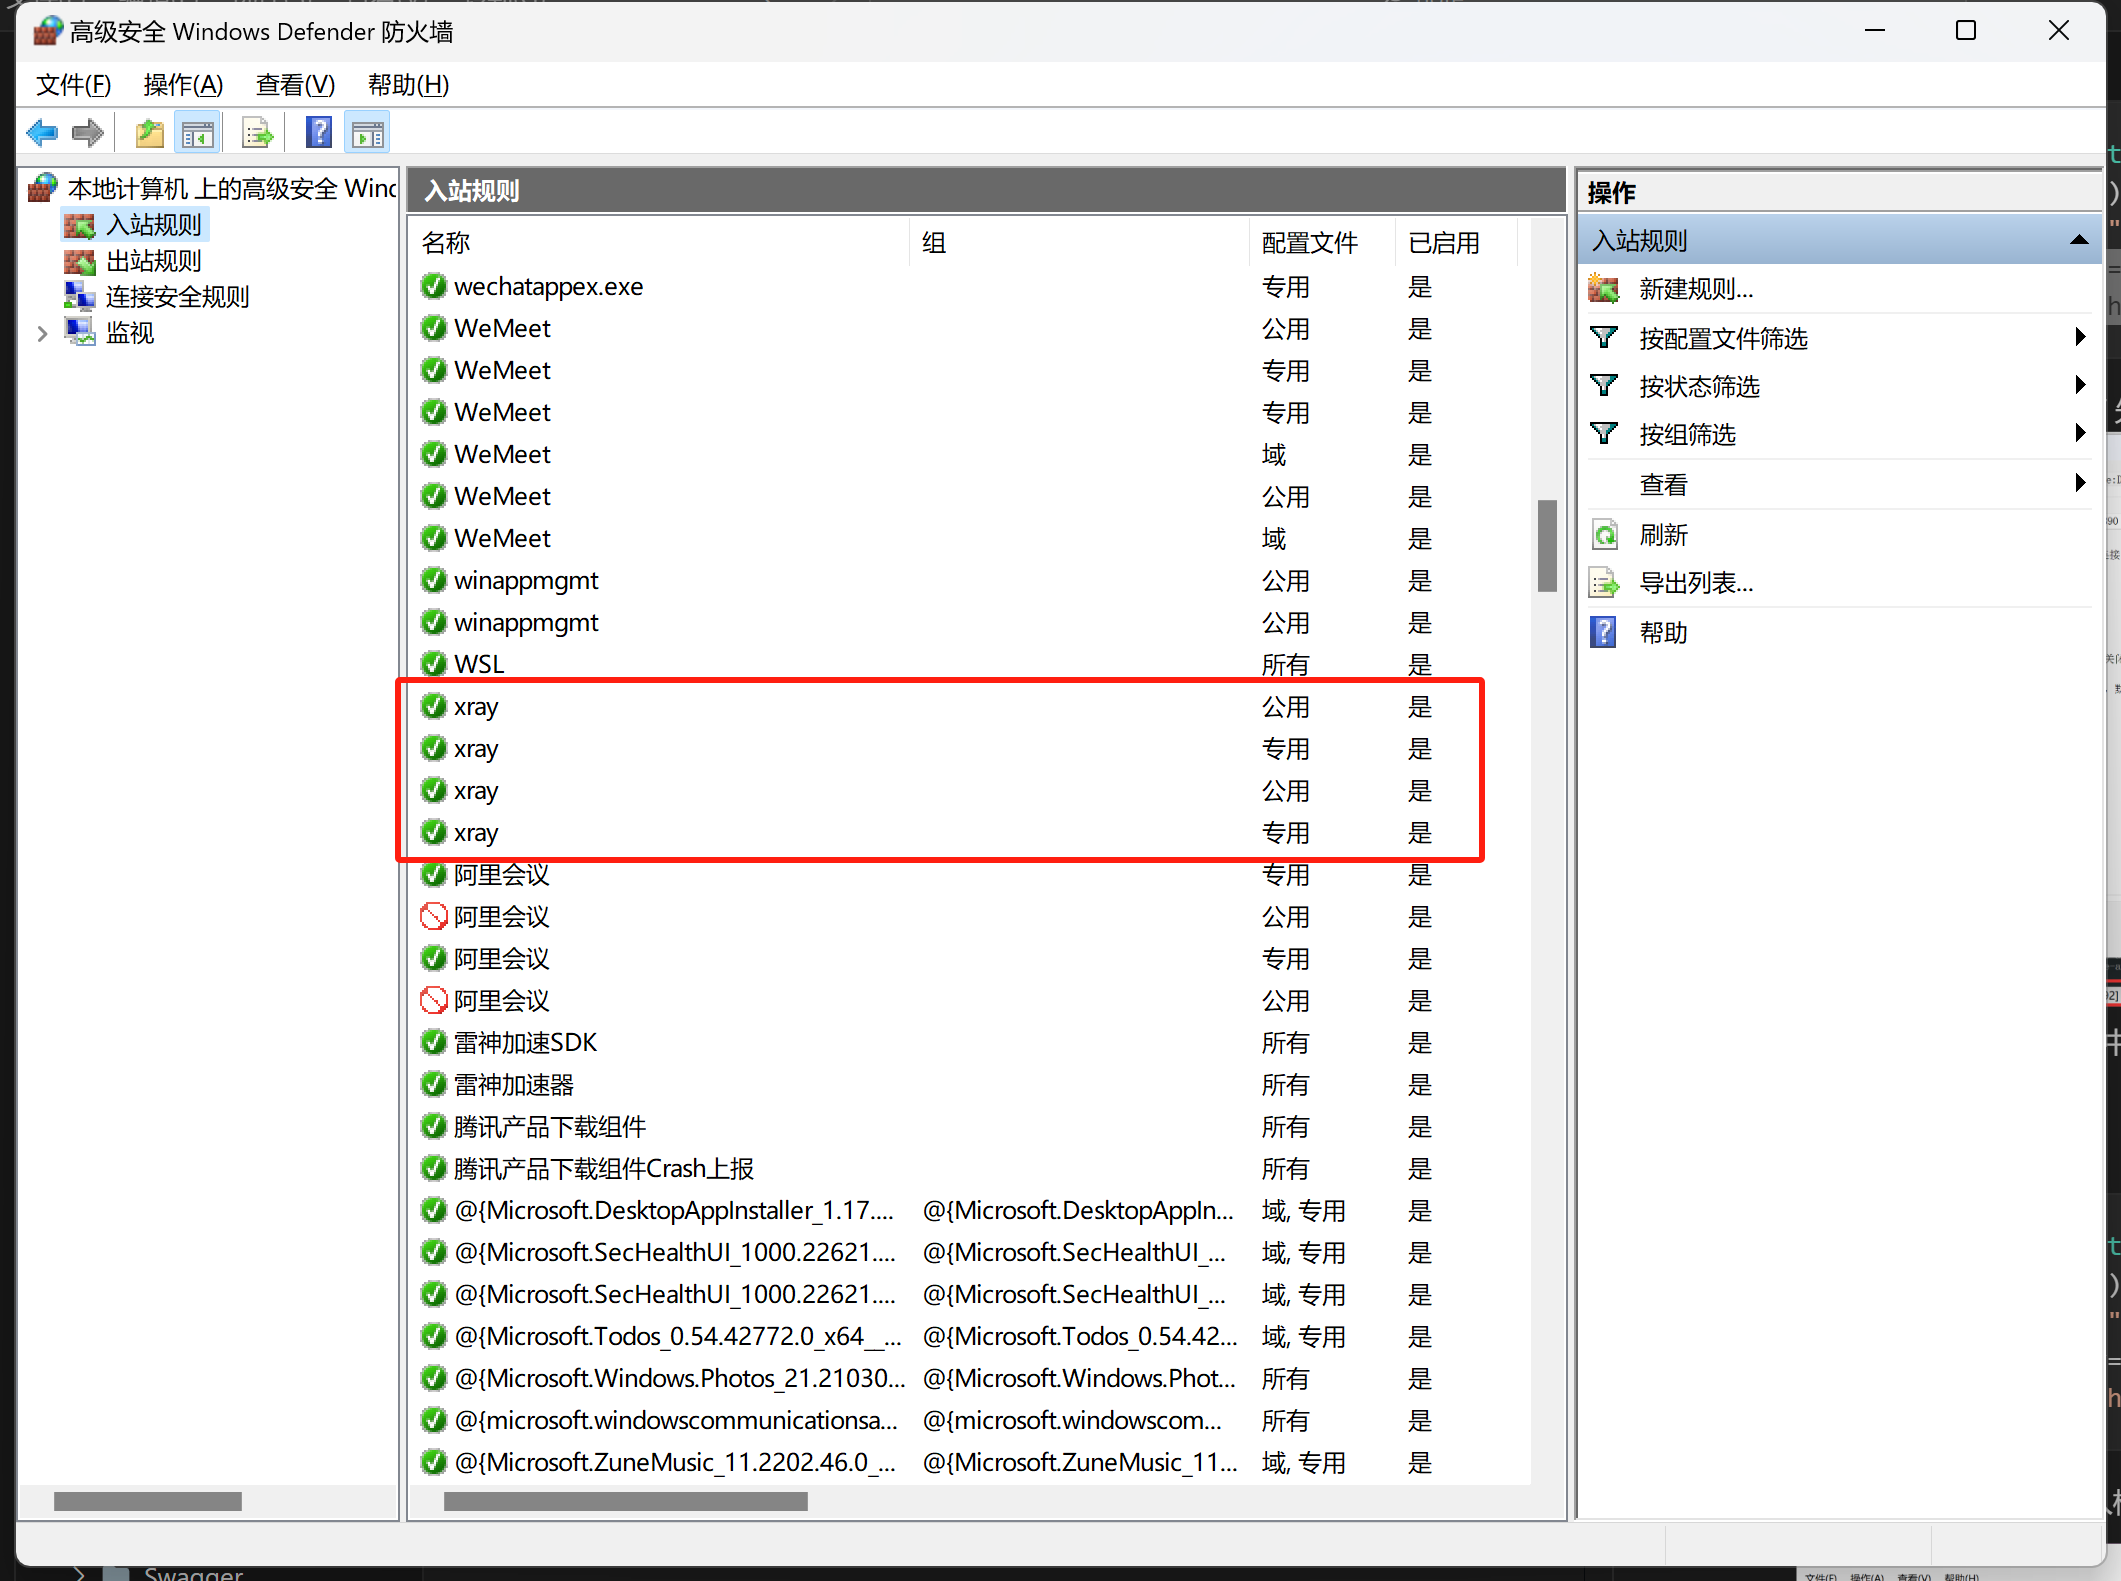 高级安全 Windows Defender 防火墙
文件(F) 操作(A) 查看(V) 帮助(H)
本地计算机 上的高级安全 Winc
入站规则
出站规则
连接安全规则
监视
入站规则
名称 组 配置文件 已启用
wechatappex.exe 专用 是
WeMeet 公用 是
WeMeet 专用 是
WeMeet 专用 是
WeMeet 域 是
WeMeet 公用 是
WeMeet 域 是
winappmgmt 公用 是
winappmgmt 公用 是
WSL 所有 是
xray 公用 是
xray 专用 是
xray 公用 是
xray 专用 是
阿里会议 专用 是
阿里会议 公用 是
阿里会议 专用 是
阿里会议 公用 是
雷神加速SDK 所有 是
雷神加速器 所有 是
腾讯产品下载组件 所有 是
腾讯产品下载组件Crash上报 所有 是
@{Microsoft.DesktopAppInstaller_1.17.... @{Microsoft.DesktopAppIn... 域, 专用 是
@{Microsoft.SecHealthUI_1000.22621.... @{Microsoft.SecHealthUI_... 域, 专用 是
@{Microsoft.SecHealthUI_1000.22621.... @{Microsoft.SecHealthUI_... 域, 专用 是
@{Microsoft.Todos_0.54.42772.0_x64__... @{Microsoft.Todos_0.54.42... 域, 专用 是
@{Microsoft.Windows.Photos_21.21030... @{Microsoft.Windows.Phot... 所有 是
@{microsoft.windowscommunicationsa... @{microsoft.windowscom... 所有 是
@{Microsoft.ZuneMusic_11.2202.46.0_... @{Microsoft.ZuneMusic_11... 域, 专用 是
操作
入站规则
新建规则...
按配置文件筛选
按状态筛选
按组筛选
查看
刷新
导出列表...
帮助
Swagger
文件(F) 操作(A) 查看(V) 帮助(H)